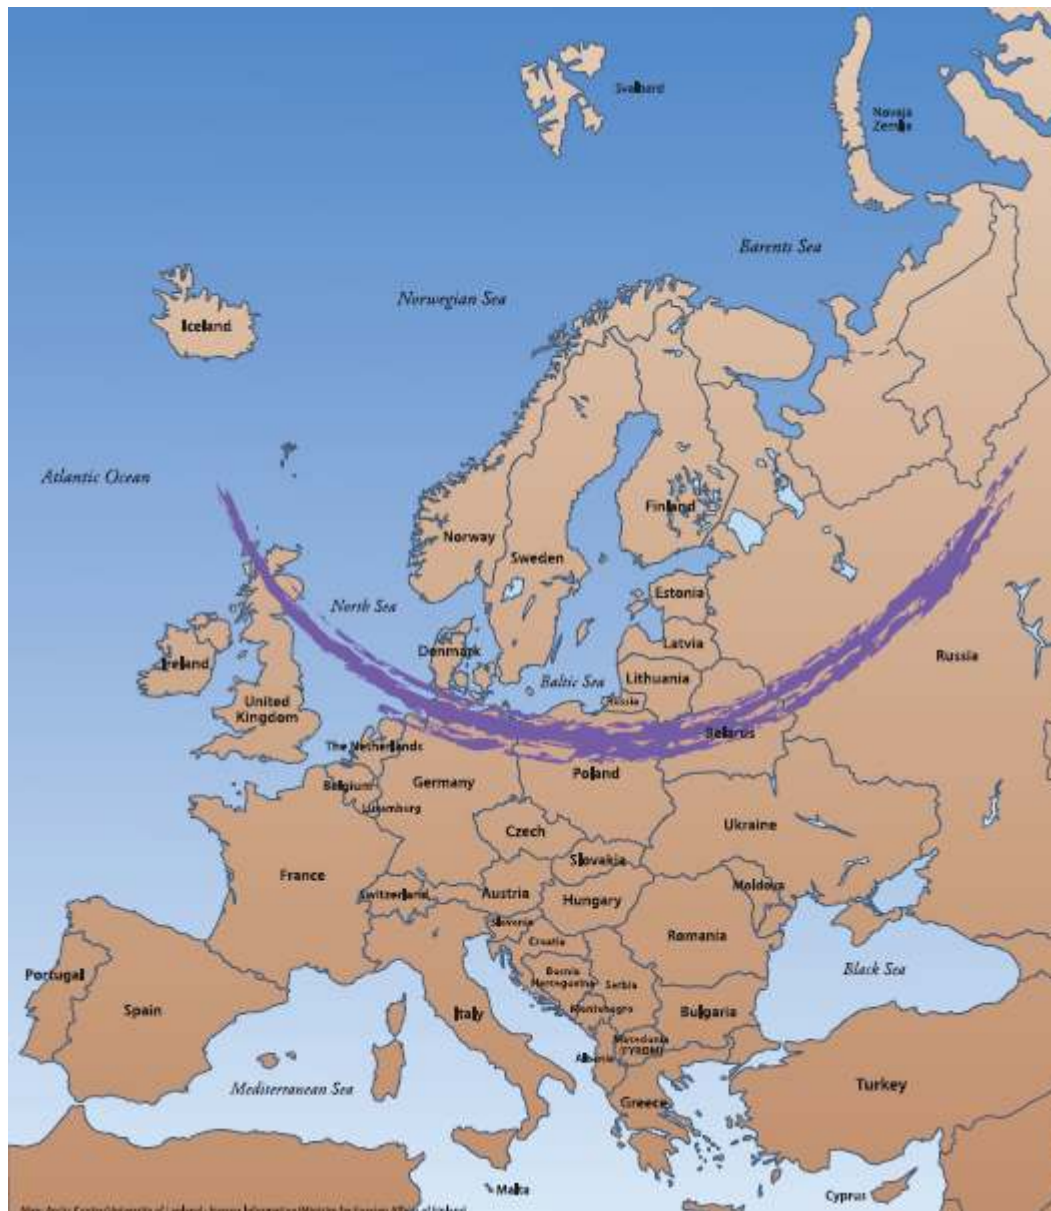 Svalbard
Novaja
Zemlja
Barents Sea
Norwegian Sea
Iceland
Atlantic Ocean
Finland
Norway
Sweden
Estonia
North Sea
Denmark
Latvia
Ireland
Baltic Sea
Lithuania
Russia
Russia
United
Kingdom
Belarus
The Netherlands
Poland
Belgium
Germany
Luxemburg
Ukraine
Czech
Slovakia
France
Switzerland
Austria
Moldova
Hungary
Slovenia
Romania
Croatia
Portugal
Black Sea
Bosnia
Hercegovina
Serbia
Spain
Italy
Montenegro
Bulgaria
Macedonia
(FYROM)
Albania
Mediterranean Sea
Greece
Turkey
Malta
Cyprus